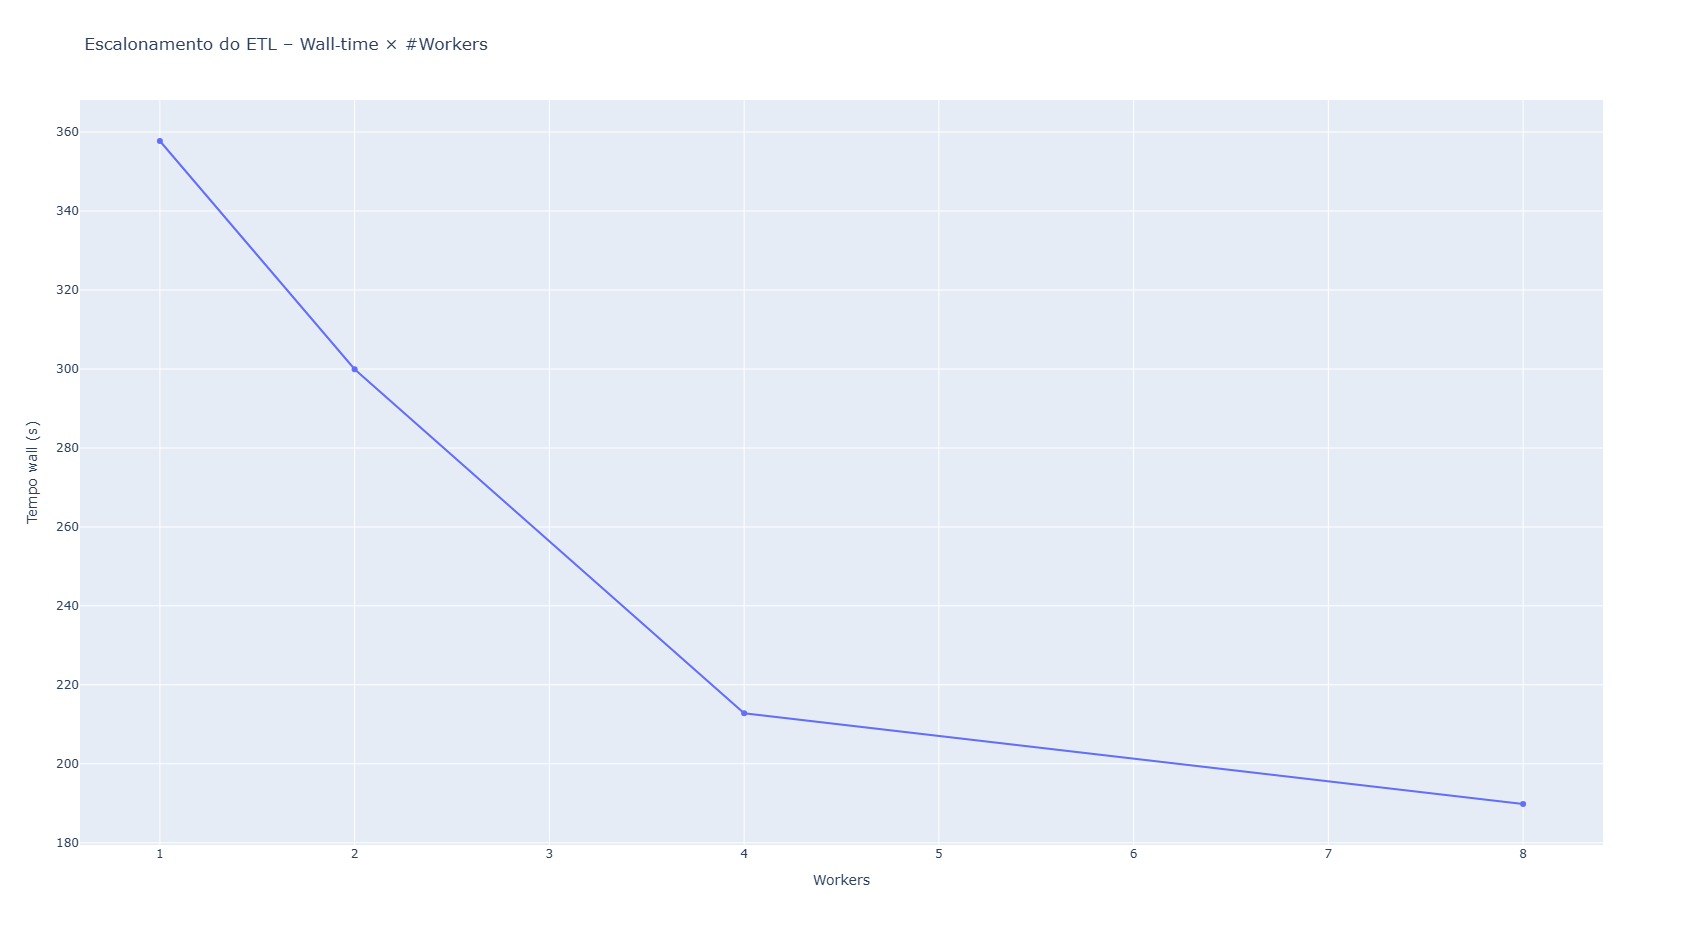 Escalonamento do ETL – Wall-time × #Workers
360
340
320
300
280
260
240
220
200
180
Tempo wall (s)
1 2 3 4 5 6 7 8
Workers